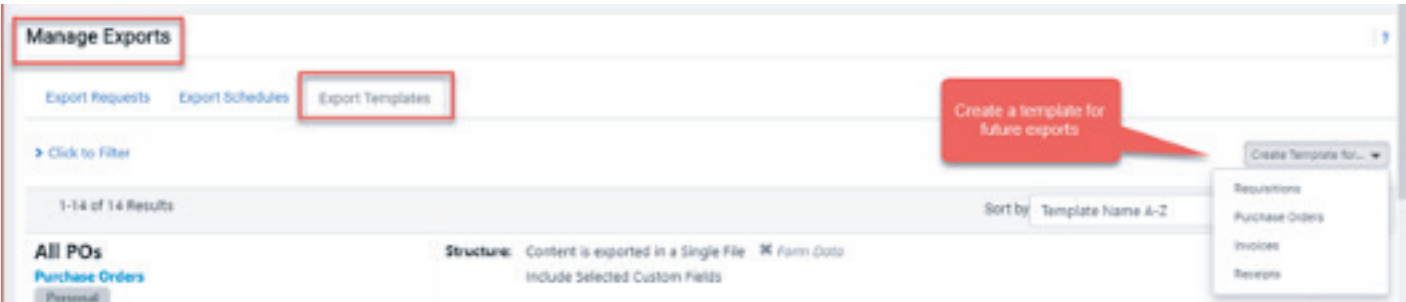 Manage Exports
?
Export Requests Export Schedules Export Templates
Create a template for
future exports
Click to Filter
Create Template for...
1-14 of 14 Results
Sort by Template Name A-Z
Requisitions
Purchase Orders
Invoices
Receipts
All POs
Structure: Content is exported in a Single File ✖ Form Data
Purchase Orders
Include Selected Custom Fields
Personal